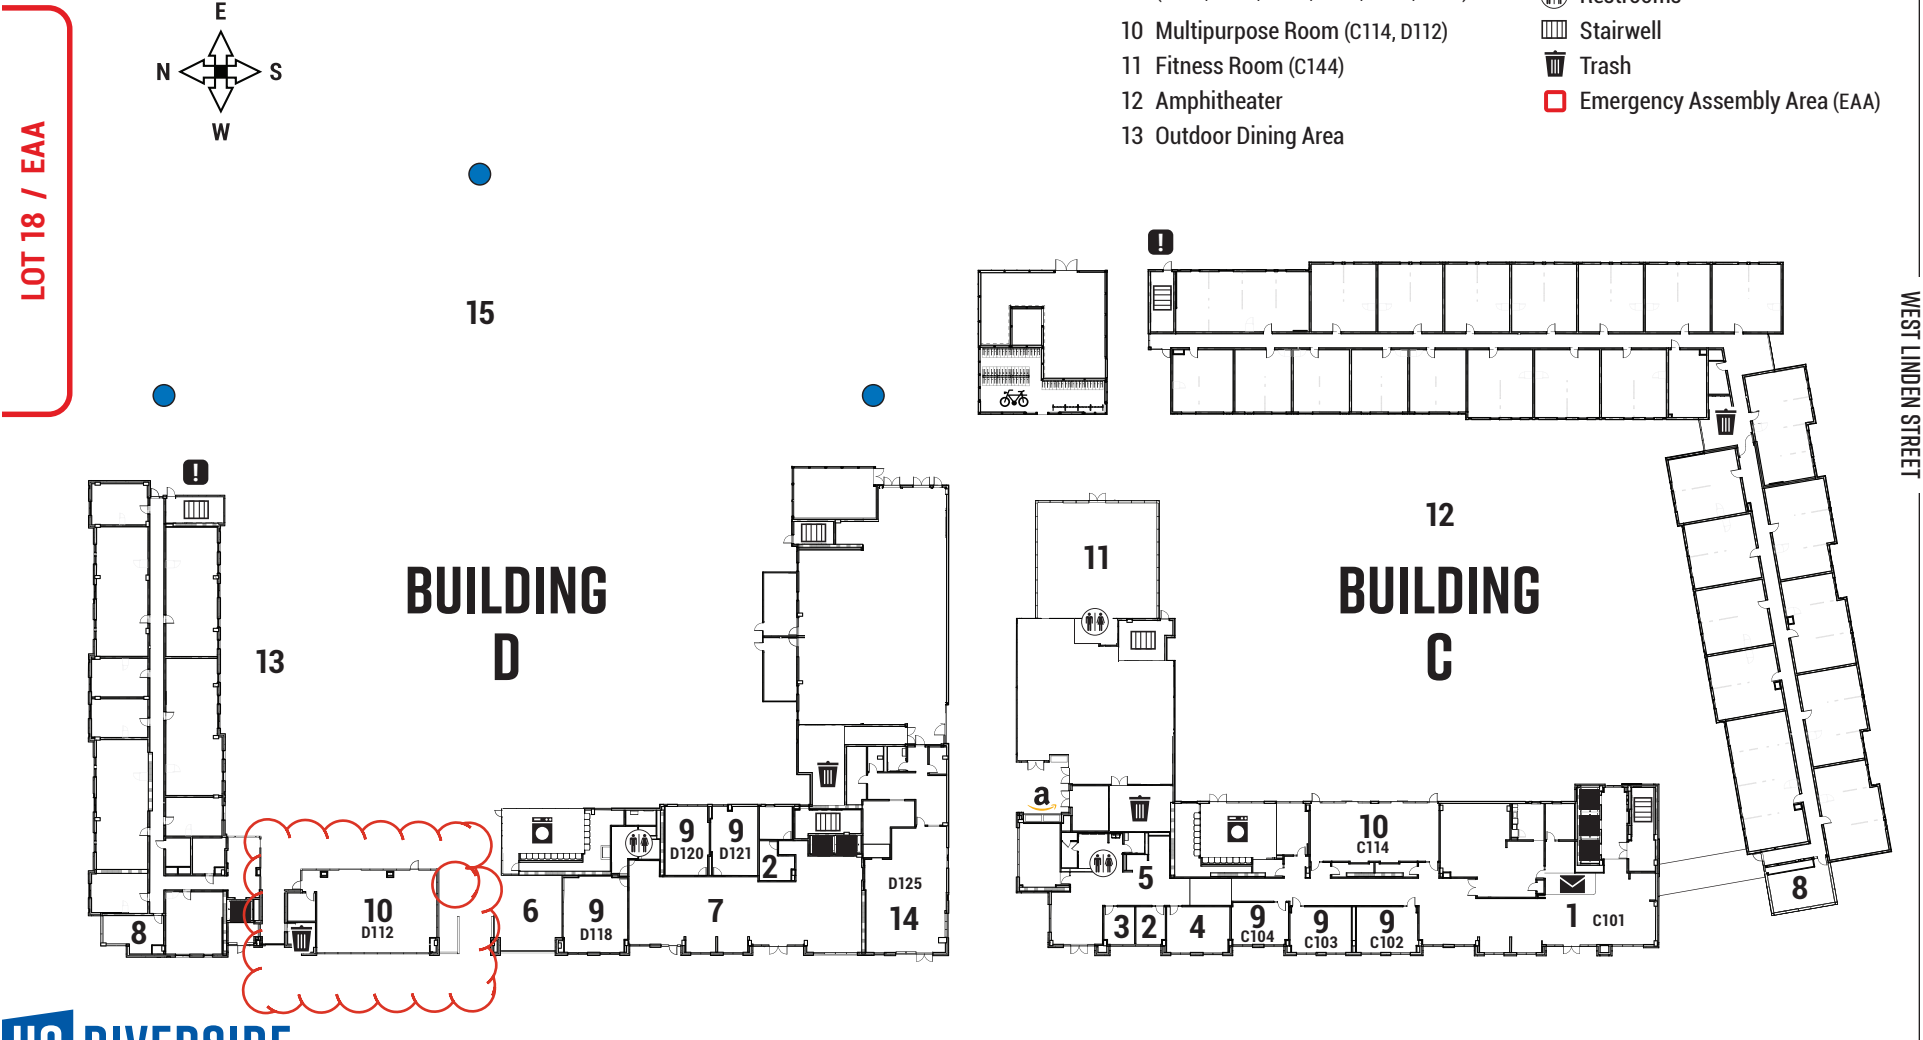 E
N S
W
LOT 18 / EAA
10 Multipurpose Room (C114, D112)
11 Fitness Room (C144)
12 Amphitheater
13 Outdoor Dining Area
Restrooms
Stairwell
Trash
Emergency Assembly Area (EAA)
!
15
WEST LINDEN STREET
!
12
11
BUILDING
D
BUILDING
C
13
a
9
D120
9
D121
2
10
C114
5
8
D125
14
10
D112
8
6
9
D118
7
3
2
4
9
C104
9
C103
9
C102
1 C101
RIVERSIDE